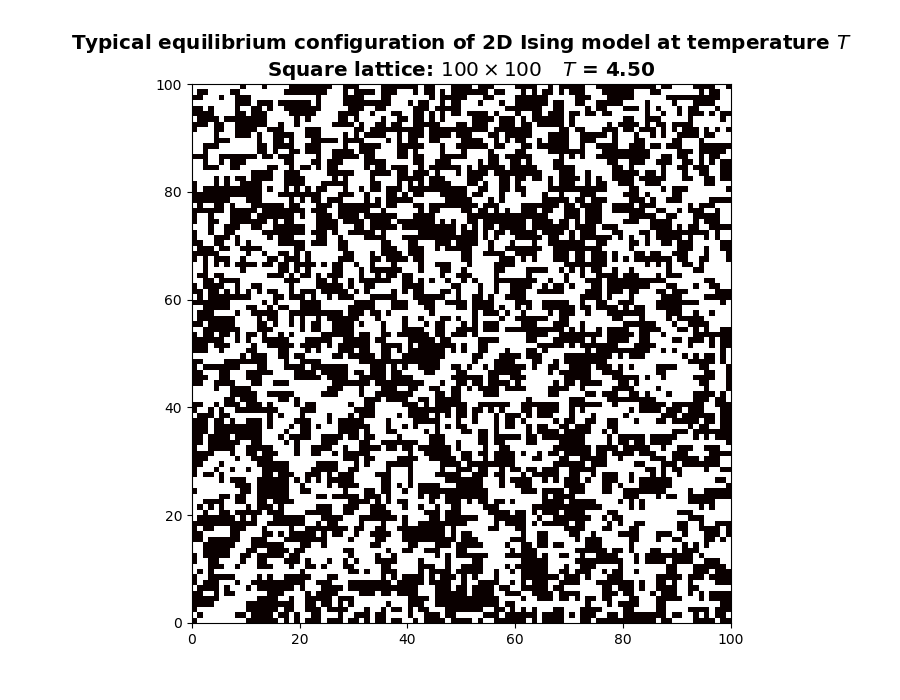 Typical equilibrium configuration of 2D Ising model at temperature T
Square lattice: 100 × 100 T = 4.50
100
80
60
40
20
0
0 20 40 60 80 100